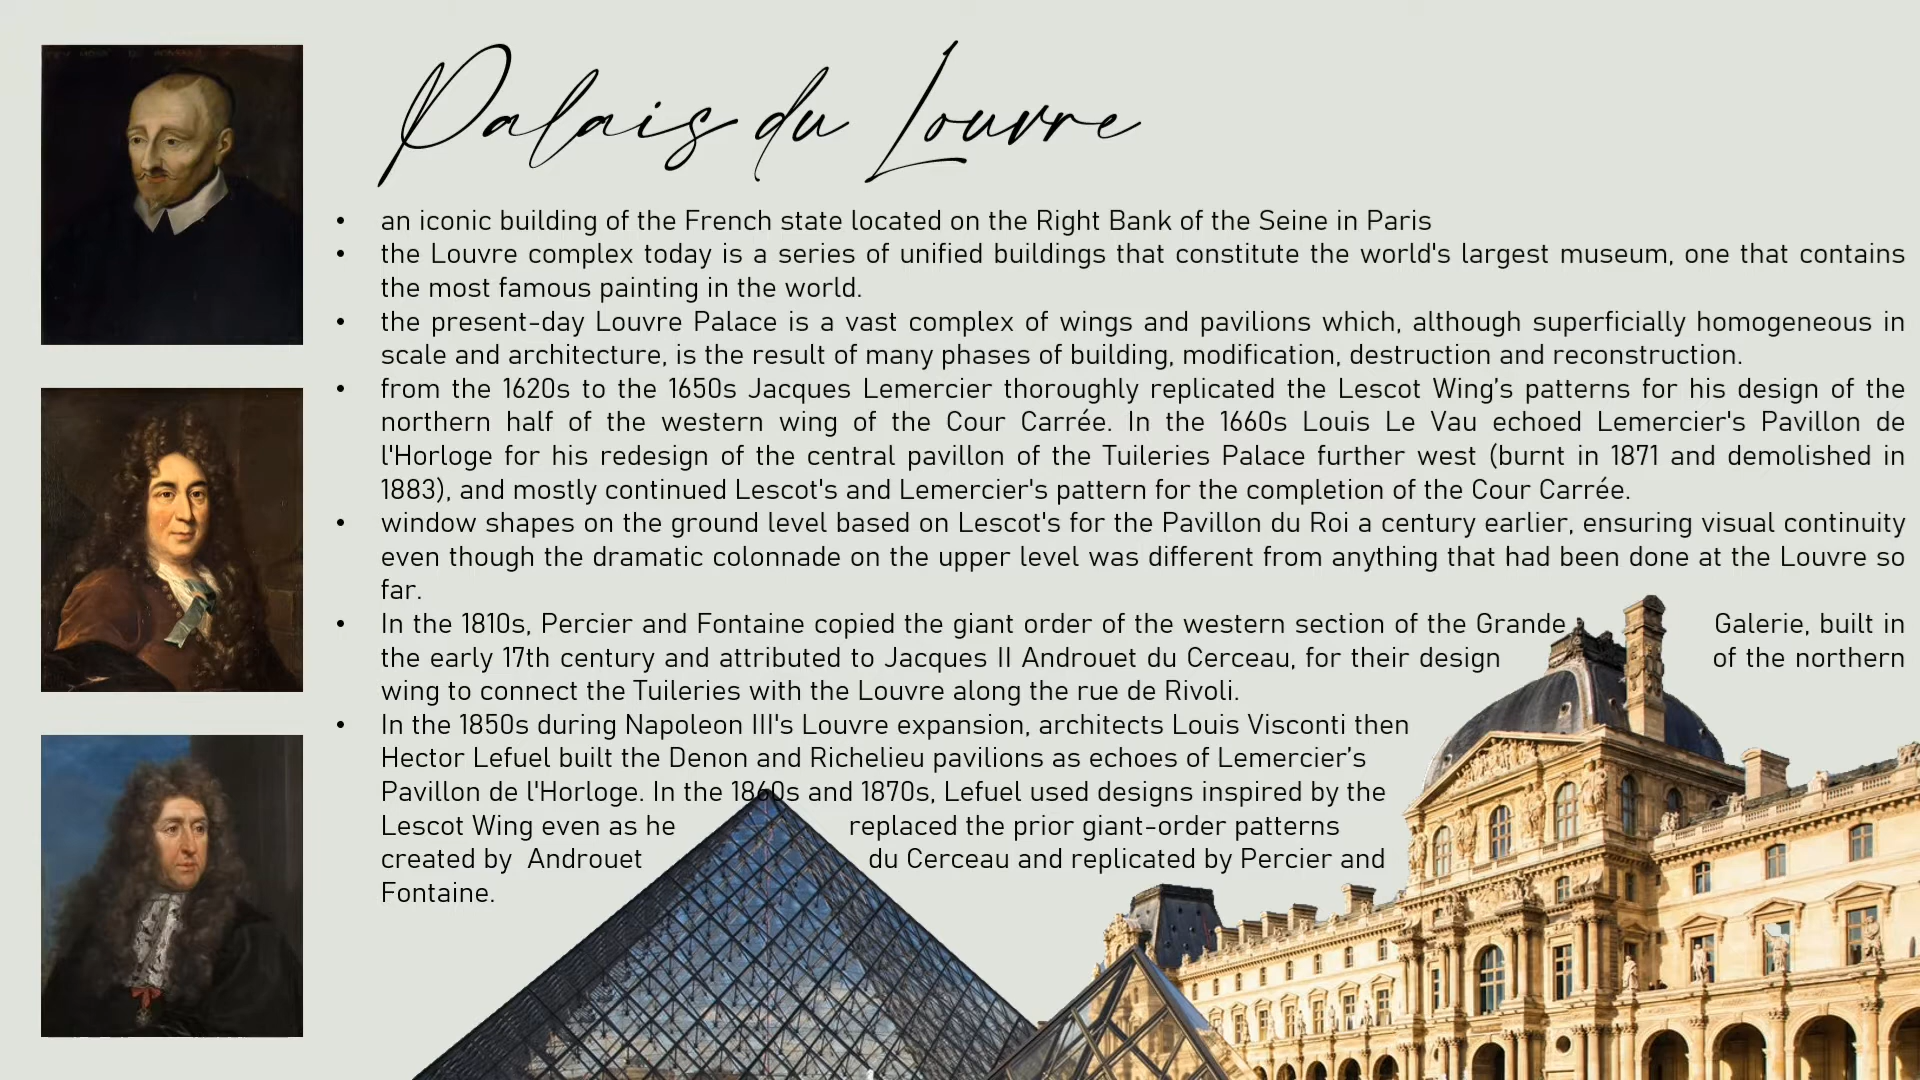 Palais du Louvre
• an iconic building of the French state located on the Right Bank of the Seine in Paris
• the Louvre complex today is a series of unified buildings that constitute the world's largest museum, one that contains
the most famous painting in the world.
• the present-day Louvre Palace is a vast complex of wings and pavilions which, although superficially homogeneous in
scale and architecture, is the result of many phases of building, modification, destruction and reconstruction.
• from the 1620s to the 1650s Jacques Lemercier thoroughly replicated the Lescot Wing’s patterns for his design of the
northern half of the western wing of the Cour Carrée. In the 1660s Louis Le Vau echoed Lemercier's Pavillon de
l'Horloge for his redesign of the central pavillon of the Tuileries Palace further west (burnt in 1871 and demolished in
1883), and mostly continued Lescot's and Lemercier's pattern for the completion of the Cour Carrée.
• window shapes on the ground level based on Lescot's for the Pavillon du Roi a century earlier, ensuring visual continuity
even though the dramatic colonnade on the upper level was different from anything that had been done at the Louvre so
far.
• In the 1810s, Percier and Fontaine copied the giant order of the western section of the Grande Galerie, built in
the early 17th century and attributed to Jacques II Androuet du Cerceau, for their design of the northern
wing to connect the Tuileries with the Louvre along the rue de Rivoli.
• In the 1850s during Napoleon III's Louvre expansion, architects Louis Visconti then
Hector Lefuel built the Denon and Richelieu pavilions as echoes of Lemercier’s
Pavillon de l'Horloge. In the 1860s and 1870s, Lefuel used designs inspired by the
Lescot Wing even as he replaced the prior giant-order patterns
created by Androuet du Cerceau and replicated by Percier and
Fontaine.